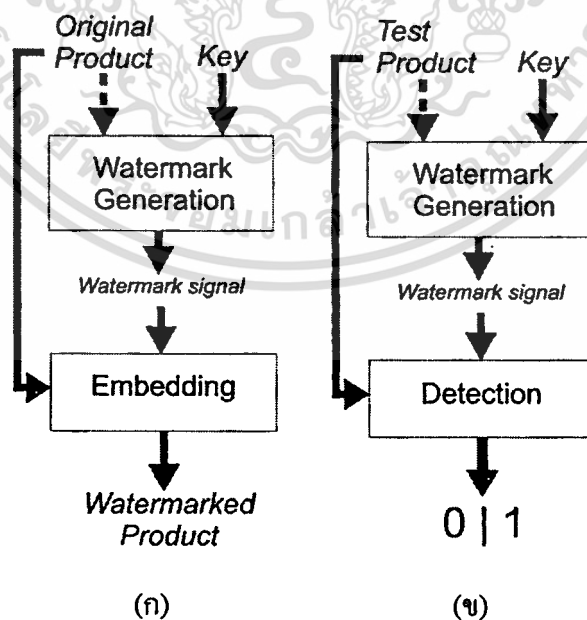 Original
Product
Key
Watermark
Generation
Watermark signal
Embedding
Watermarked
Product
(ก)
Test
Product
Key
Watermark
Generation
Watermark signal
Detection
0 | 1
(ข)